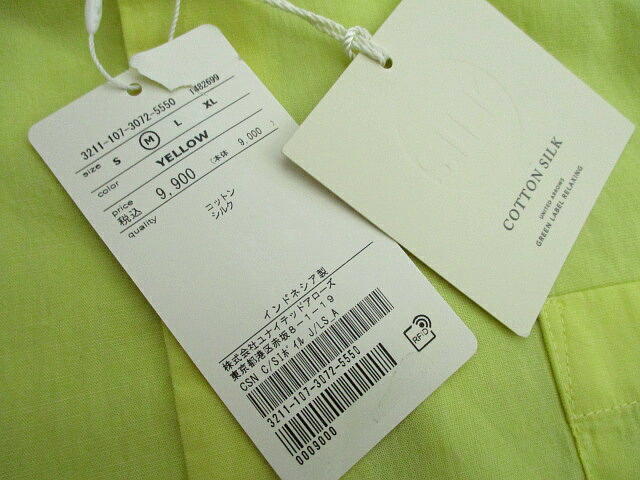 3211-107-3072-5550 1482699
size S M L XL
color YELLOW
price 税込 9,900 (本体 9,000 )
quality コットン
シルク
インドネシア製
株式会社ユナイテッドアローズ
東京都港区赤坂8-1-19
CSN C/SIボイル J/LS A
3211-107-3072-5550
0009000
RFID
COTTON SILK
UNITED ARROWS
GREEN LABEL RELAXING